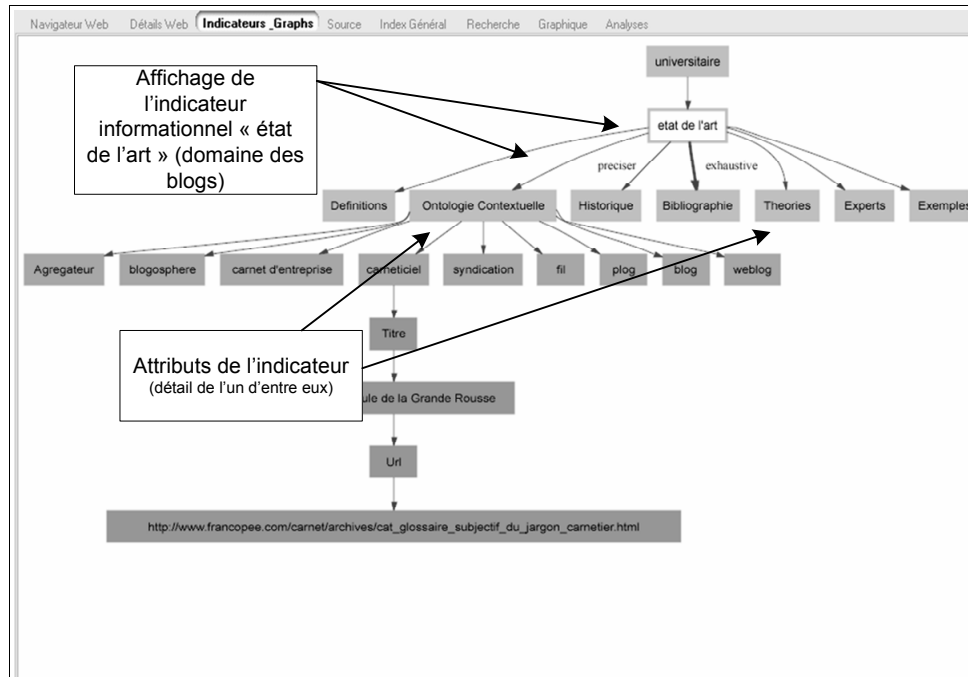 Navigateur Web Détails Web Indicateurs _Graphs Source Index Général Recherche Graphique Analyses
universitaire
Affichage de
l'indicateur
informationnel « état
de l'art » (domaine des
blogs)
etat de l'art
preciser exhaustive
Definitions Ontologie Contextuelle Historique Bibliographie Theories Experts Exemples
Agregateur blogosphere carnet d'entreprise carneticiel syndication fil plog blog weblog
Titre
Attributs de l'indicateur
(détail de l'un d'entre eux)
de la Grande Rousse
Url
http://www.francopee.com/carnet/archives/cat_glossaire_subjectif_du_jargon_carnetier.html